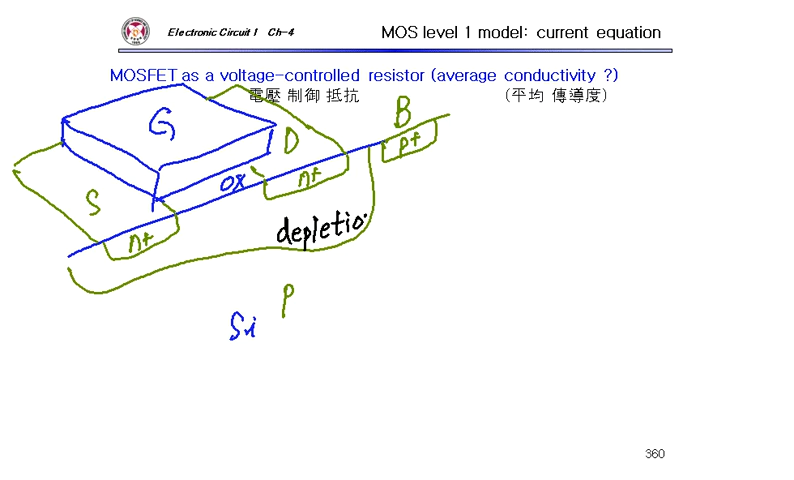 Electronic Circuit 1 Ch-4
MOS level 1 model: current equation
MOSFET as a voltage-controlled resistor (average conductivity ?)
電壓 制御 抵抗 (平均 傳導度)
G
B
D
p+
n+
ox
S
n+
depletio
P
Si
360